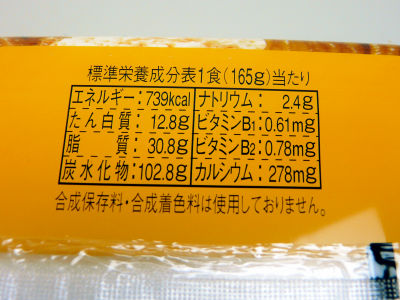 標準栄養成分表1食(165g)当たり
エネルギー:739kcal ナトリウム: 2.4g
たん白質: 12.8g ビタミンB1:0.61mg
脂質: 30.8g ビタミンB2:0.78mg
炭水化物:102.8g カルシウム: 278mg
合成保存料・合成着色料は使用しておりません。